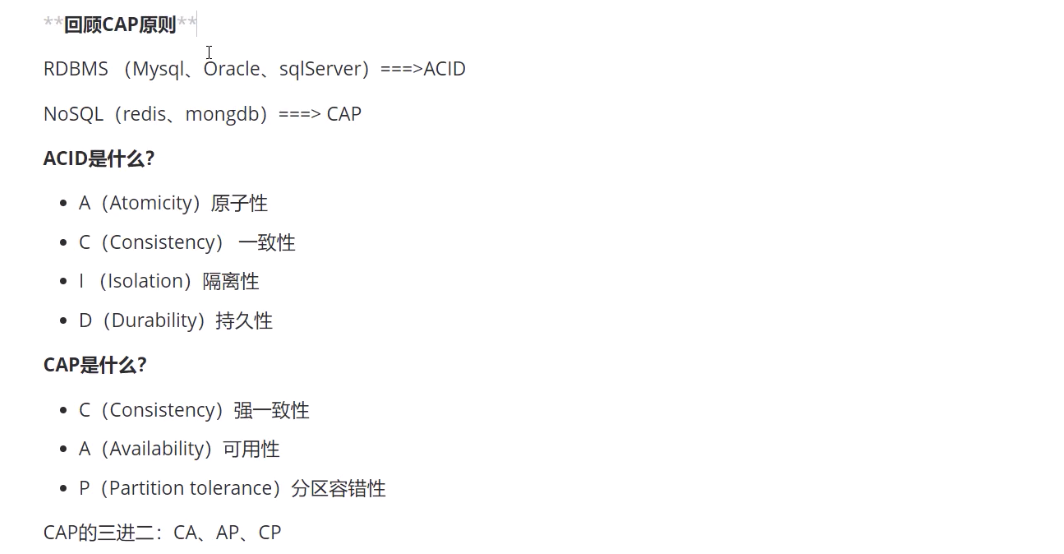 **回顾CAP原则**
RDBMS （Mysql、Oracle、sqlServer）===>ACID
NoSQL（redis、mongdb）===> CAP
ACID是什么?
• A（Atomicity）原子性
• C（Consistency） 一致性
• I （Isolation）隔离性
• D（Durability）持久性
CAP是什么?
• C（Consistency）强一致性
• A（Availability）可用性
• P（Partition tolerance）分区容错性
CAP的三进二：CA、AP、CP